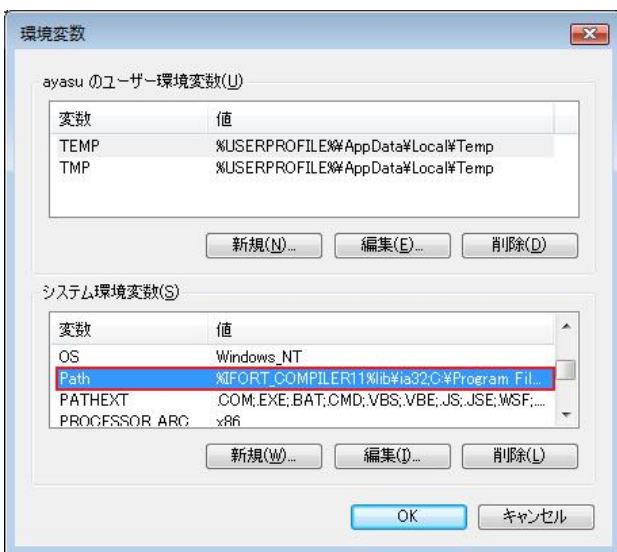 環境変数
ayasu のユーザー環境変数(U)
変数 値
TEMP %USERPROFILE%¥AppData¥Local¥Temp
TMP %USERPROFILE%¥AppData¥Local¥Temp
新規(N)... 編集(E)... 削除(D)
システム環境変数(S)
変数 値
OS Windows_NT
Path %IFORT_COMPILER11%lib¥ia32;C:¥Program Fil...
PATHEXT .COM;.EXE;.BAT;.CMD;.VBS;.VBE;.JS;.JSE;.WSF;....
PROCESSOR_ARC... x86
新規(W)... 編集(I)... 削除(L)
OK キャンセル